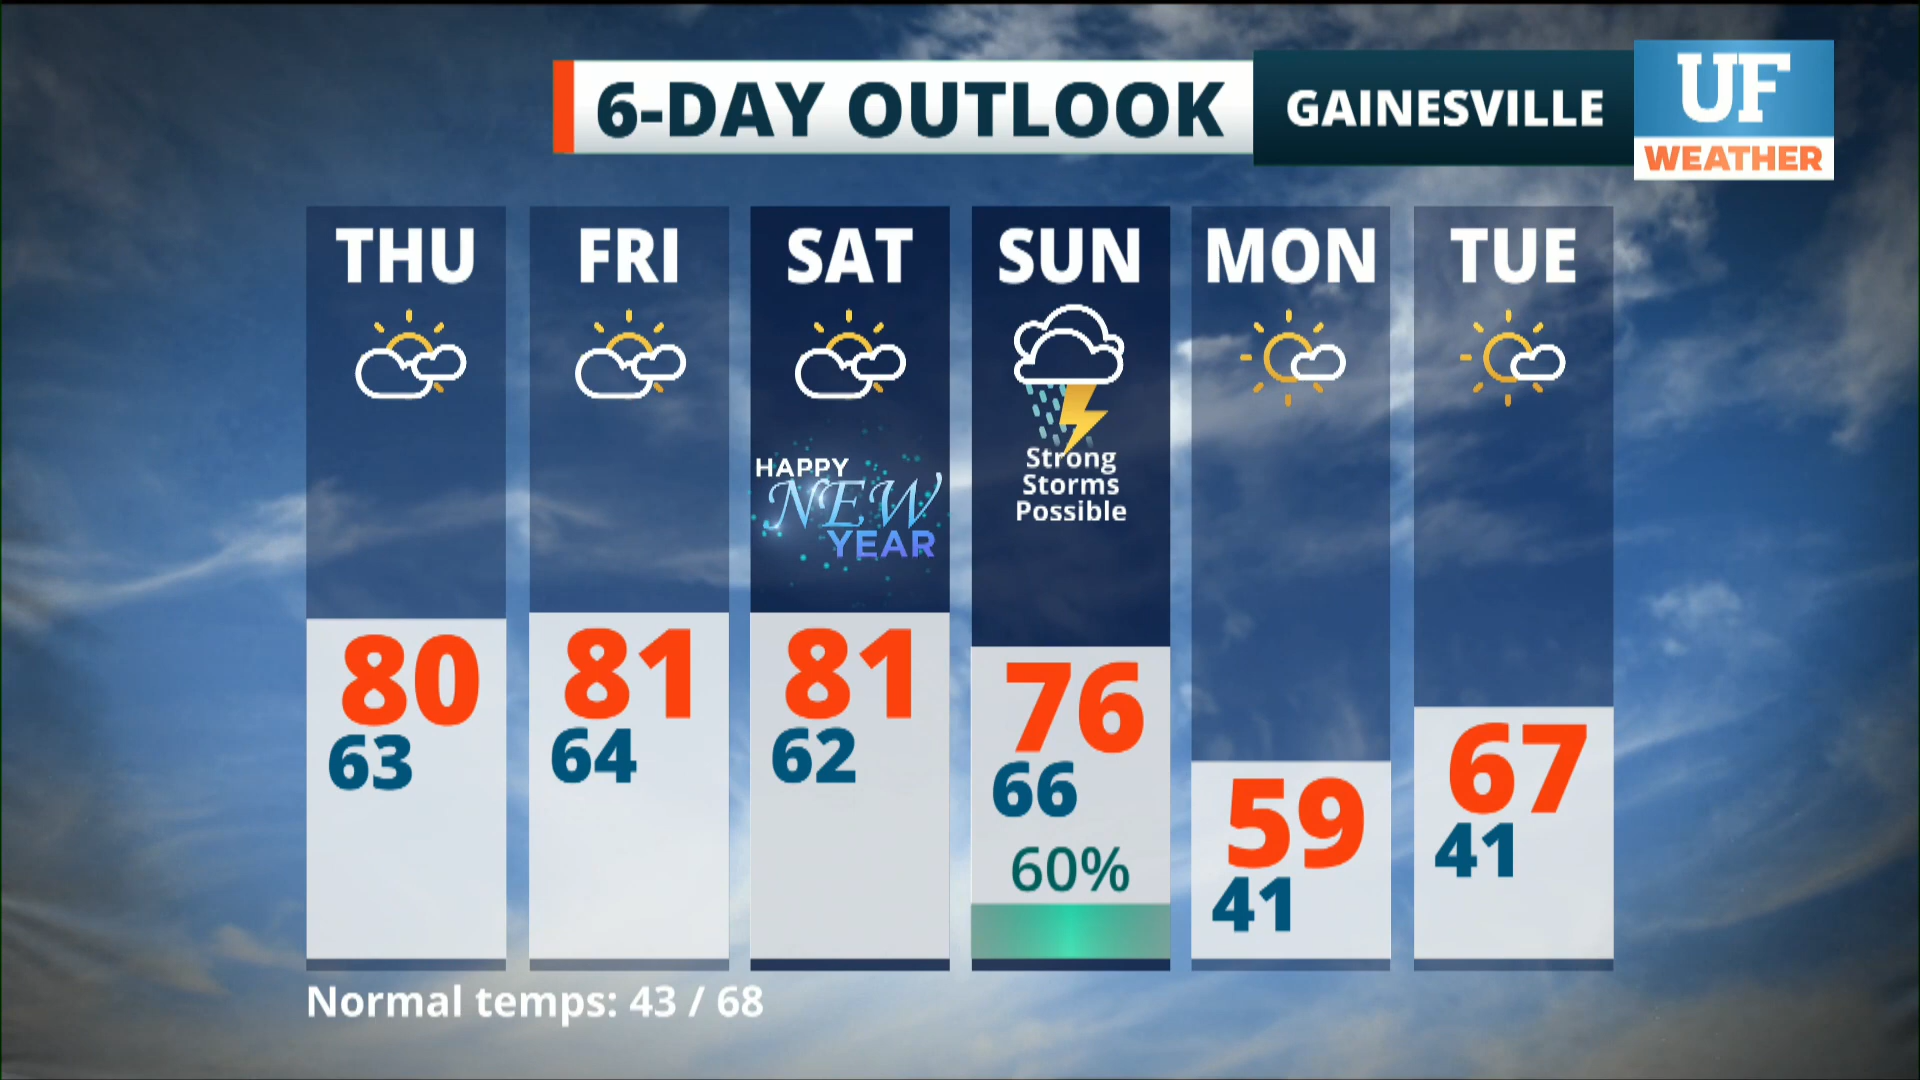 6-DAY OUTLOOK
GAINESVILLE
UF
WEATHER
THU
FRI
SAT
SUN
MON
TUE
HAPPY
NEW
YEAR
Strong
Storms
Possible
80
63
81
64
81
62
76
66
60%
59
41
67
41
Normal temps: 43 / 68